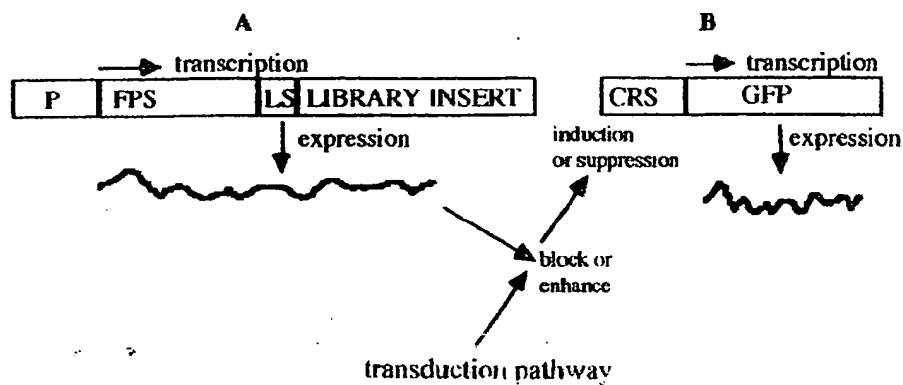 A
B
transcription
transcription
P FPS LS LIBRARY INSERT
CRS GFP
expression
induction
or suppression
expression
block or
enhance
transduction pathway